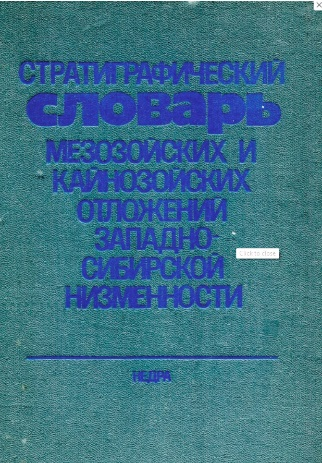 СТРАТИГРАФИЧЕСКИЙ
словарь
МЕЗОЗОЙСКИХ И
КАЙНОЗОЙСКИХ
ОТЛОЖЕНИЙ
ЗАПАДНО-
СИБИРСКОЙ
НИЗМЕННОСТИ
НЕДРА